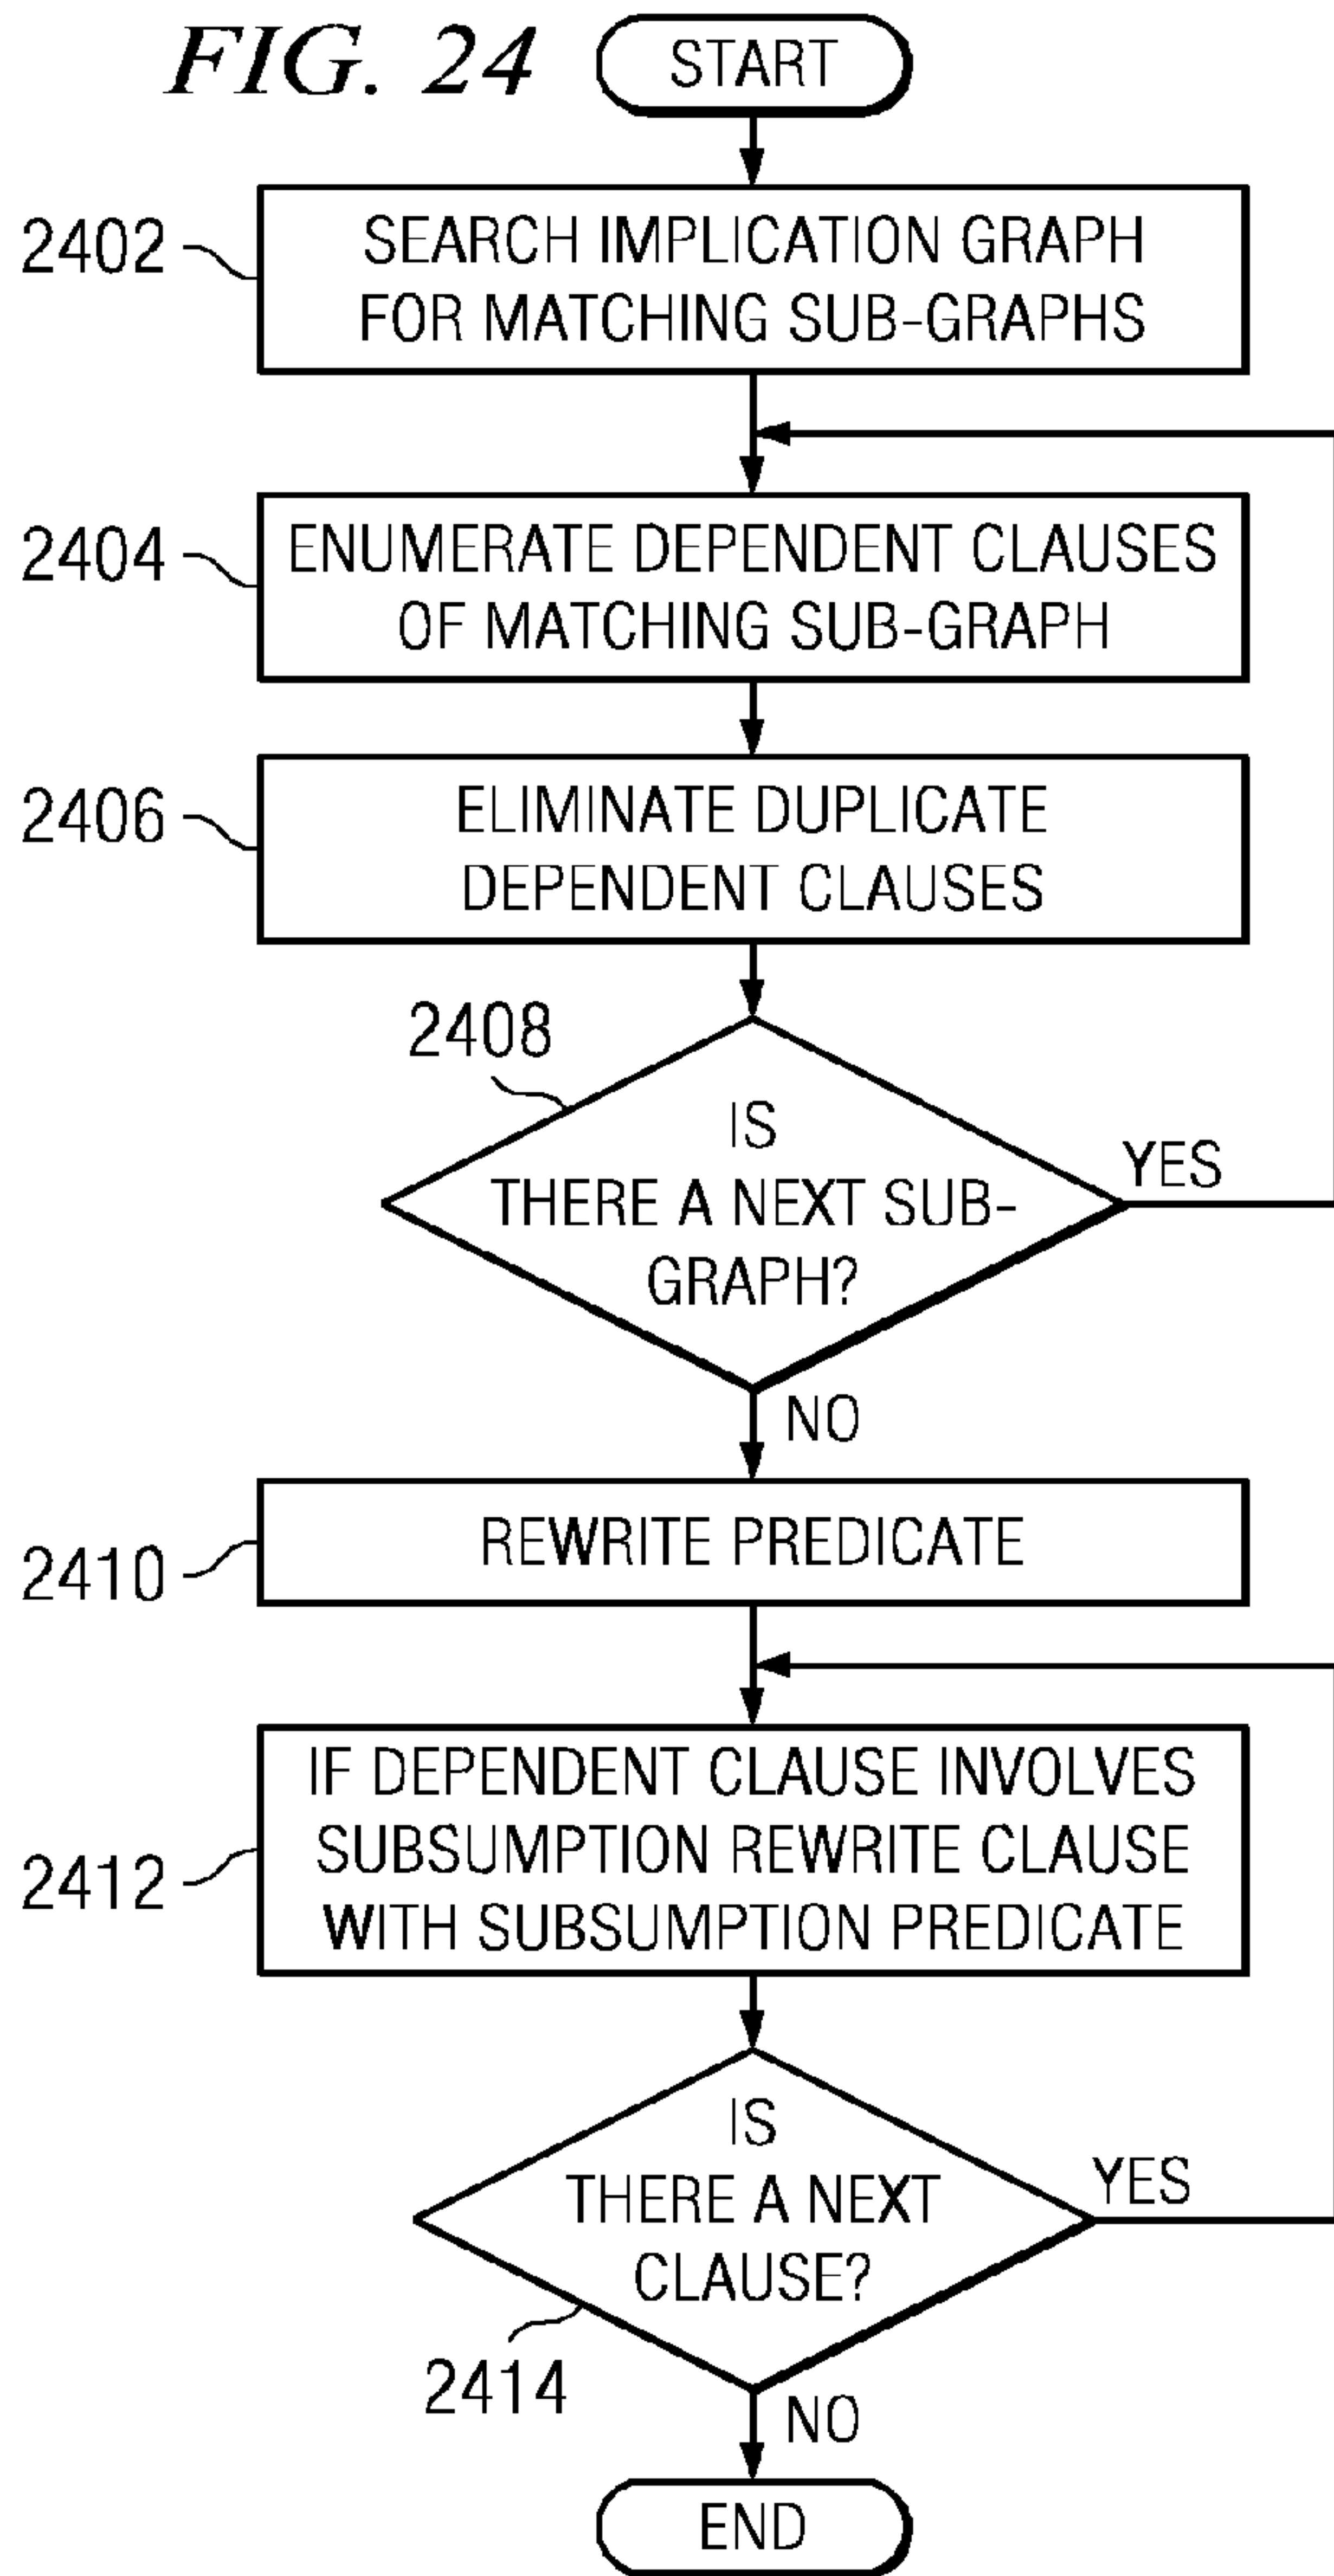 FIG. 24
START
2402
SEARCH IMPLICATION GRAPH
FOR MATCHING SUB-GRAPHS
2404
ENUMERATE DEPENDENT CLAUSES
OF MATCHING SUB-GRAPH
2406
ELIMINATE DUPLICATE
DEPENDENT CLAUSES
2408
IS
THERE A NEXT SUB-
GRAPH?
YES
NO
2410
REWRITE PREDICATE
2412
IF DEPENDENT CLAUSE INVOLVES
SUBSUMPTION REWRITE CLAUSE
WITH SUBSUMPTION PREDICATE
IS
THERE A NEXT
CLAUSE?
YES
2414
NO
END